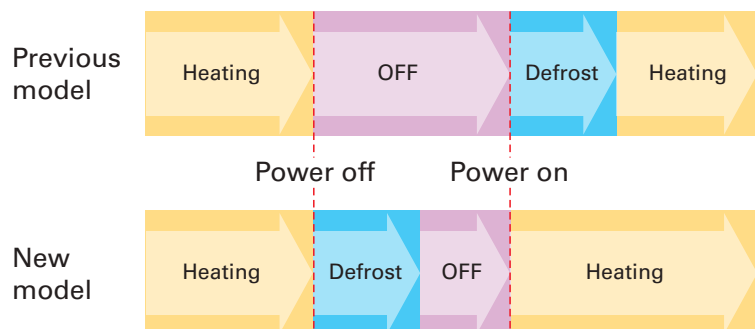 Previous
model
Heating
OFF
Defrost
Heating
Power off
Power on
New
model
Heating
Defrost
OFF
Heating